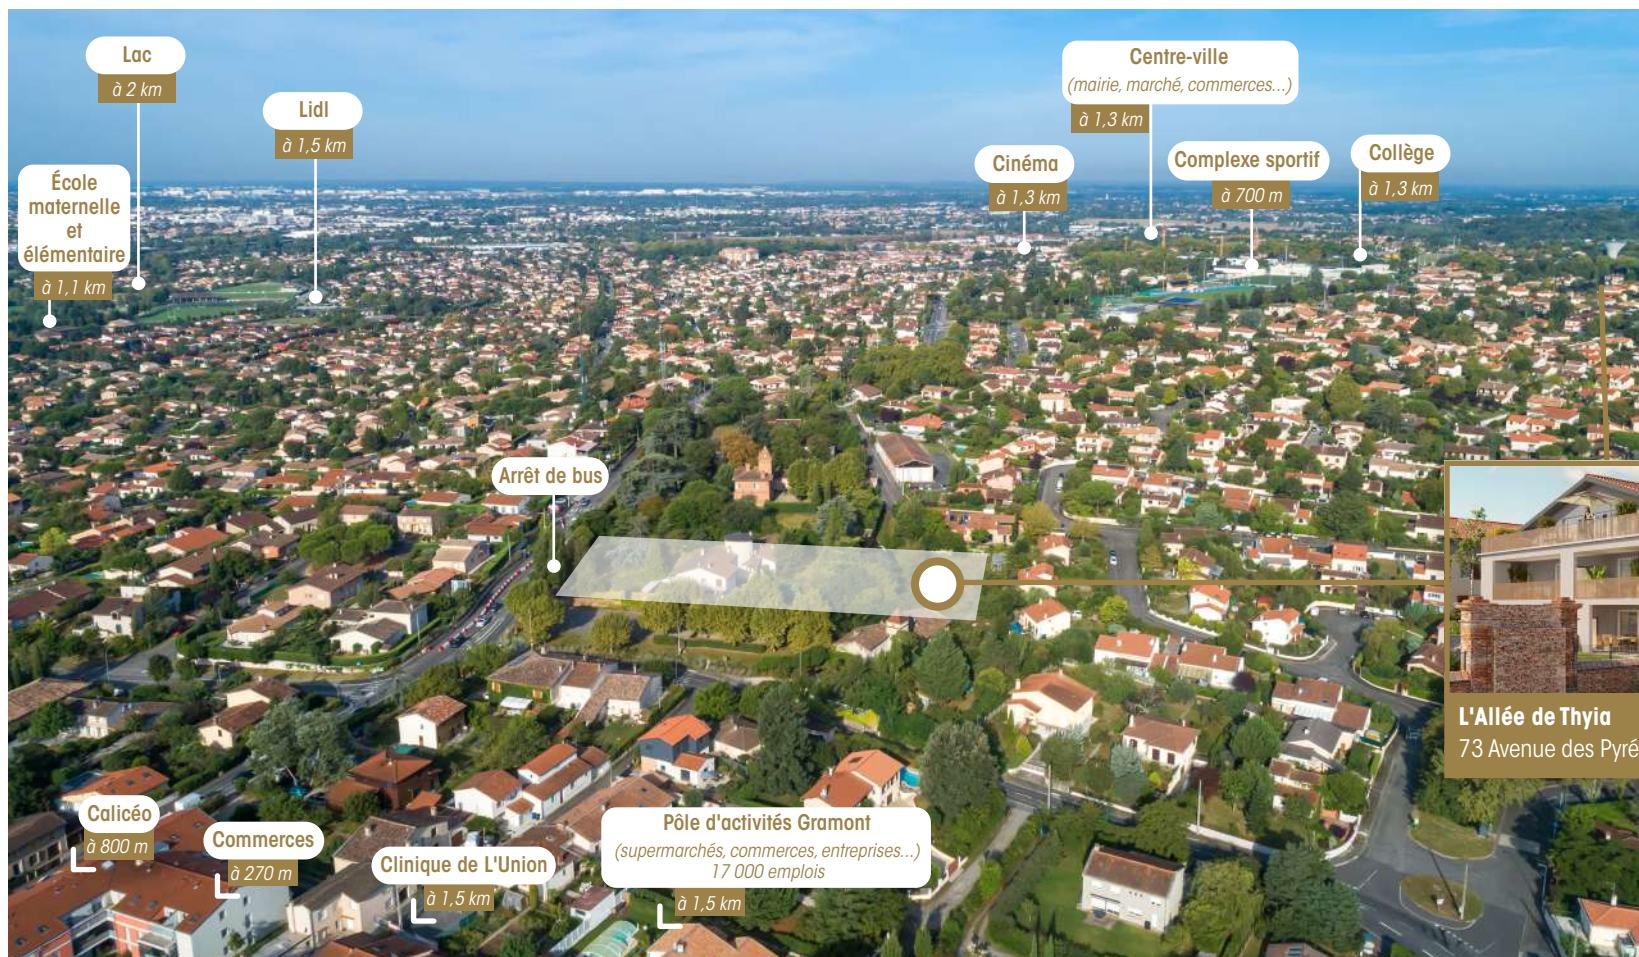 Lac
à 2 km
Lidl
à 1,5 km
École
maternelle
et
élémentaire
à 1,1 km
Centre-ville
(mairie, marché, commerces...)
à 1,3 km
Cinéma
à 1,3 km
Complexe sportif
à 700 m
Collège
à 1,3 km
Arrêt de bus
L'Allée de Thyia
73 Avenue des Pyré
Calicéo
à 800 m
Commerces
à 270 m
Clinique de L'Union
à 1,5 km
Pôle d'activités Gramont
(supermarchés, commerces, entreprises...)
17 000 emplois
à 1,5 km